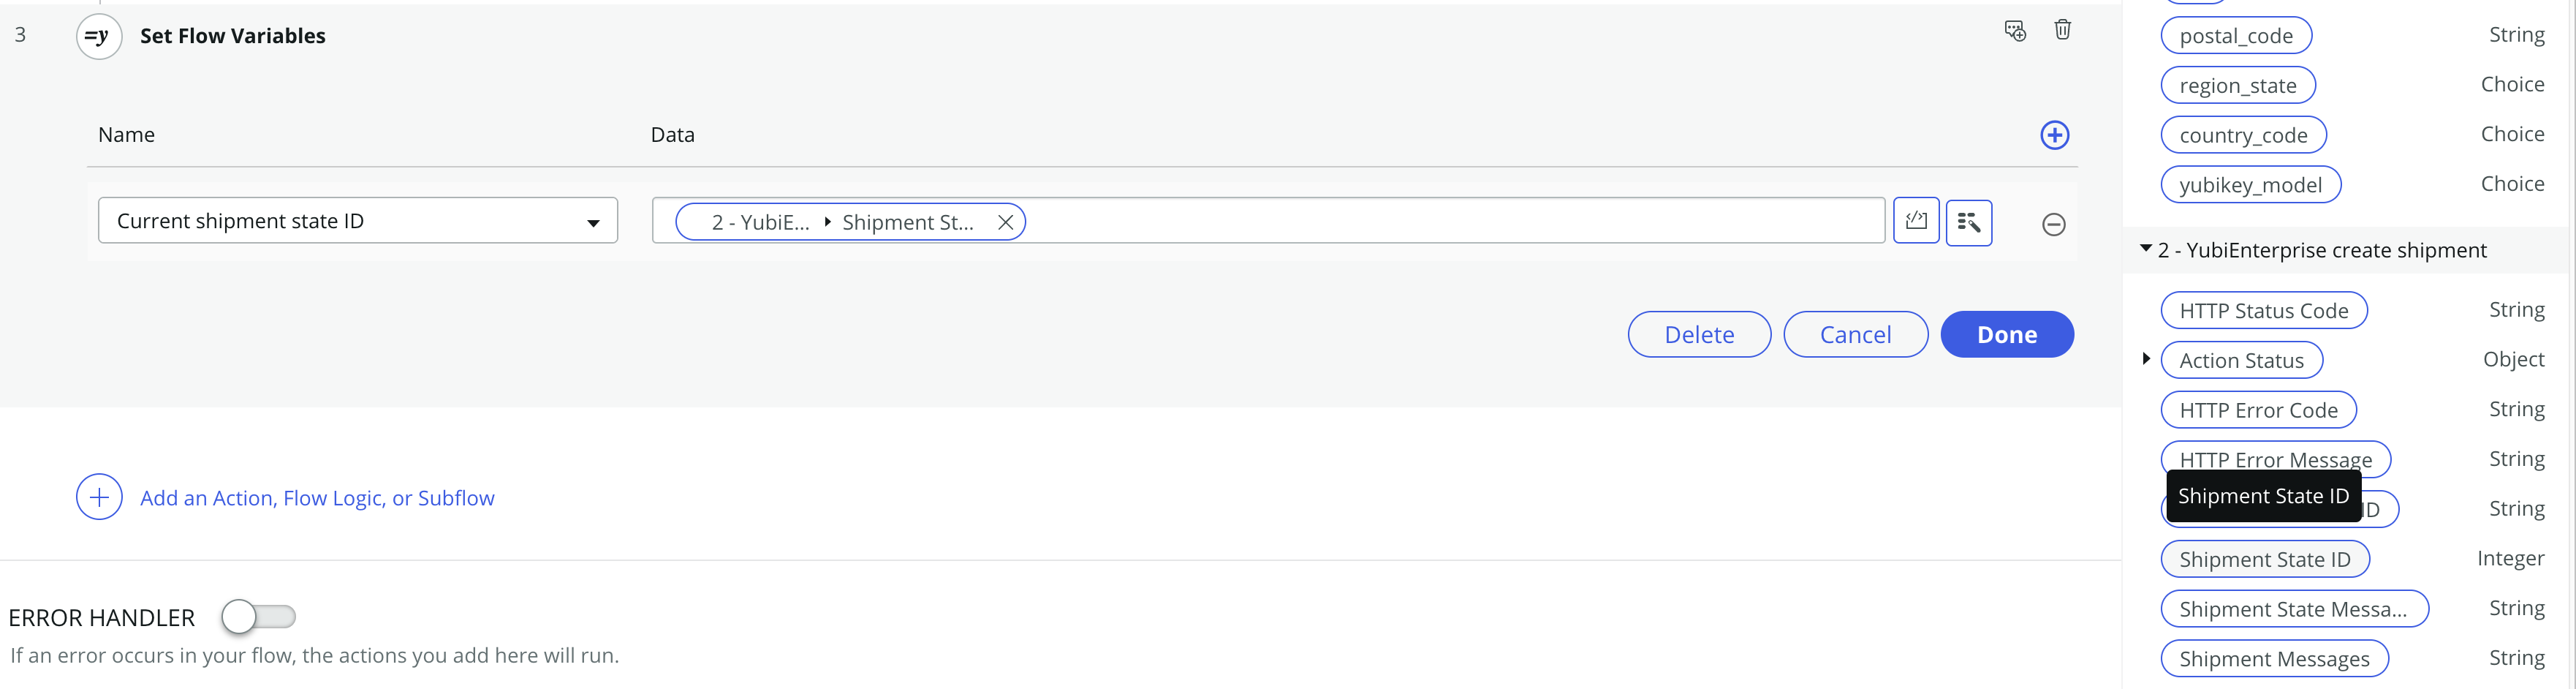 3 =y Set Flow Variables
Name Data
Current shipment state ID
2 - YubiE... Shipment St...
Delete Cancel Done
Add an Action, Flow Logic, or Subflow
ERROR HANDLER
If an error occurs in your flow, the actions you add here will run.
postal_code String
region_state Choice
country_code Choice
yubikey_model Choice
2 - YubiEnterprise create shipment
HTTP Status Code String
Action Status Object
HTTP Error Code String
HTTP Error Message String
Shipment State ID
ID String
Shipment State ID Integer
Shipment State Messa... String
Shipment Messages String